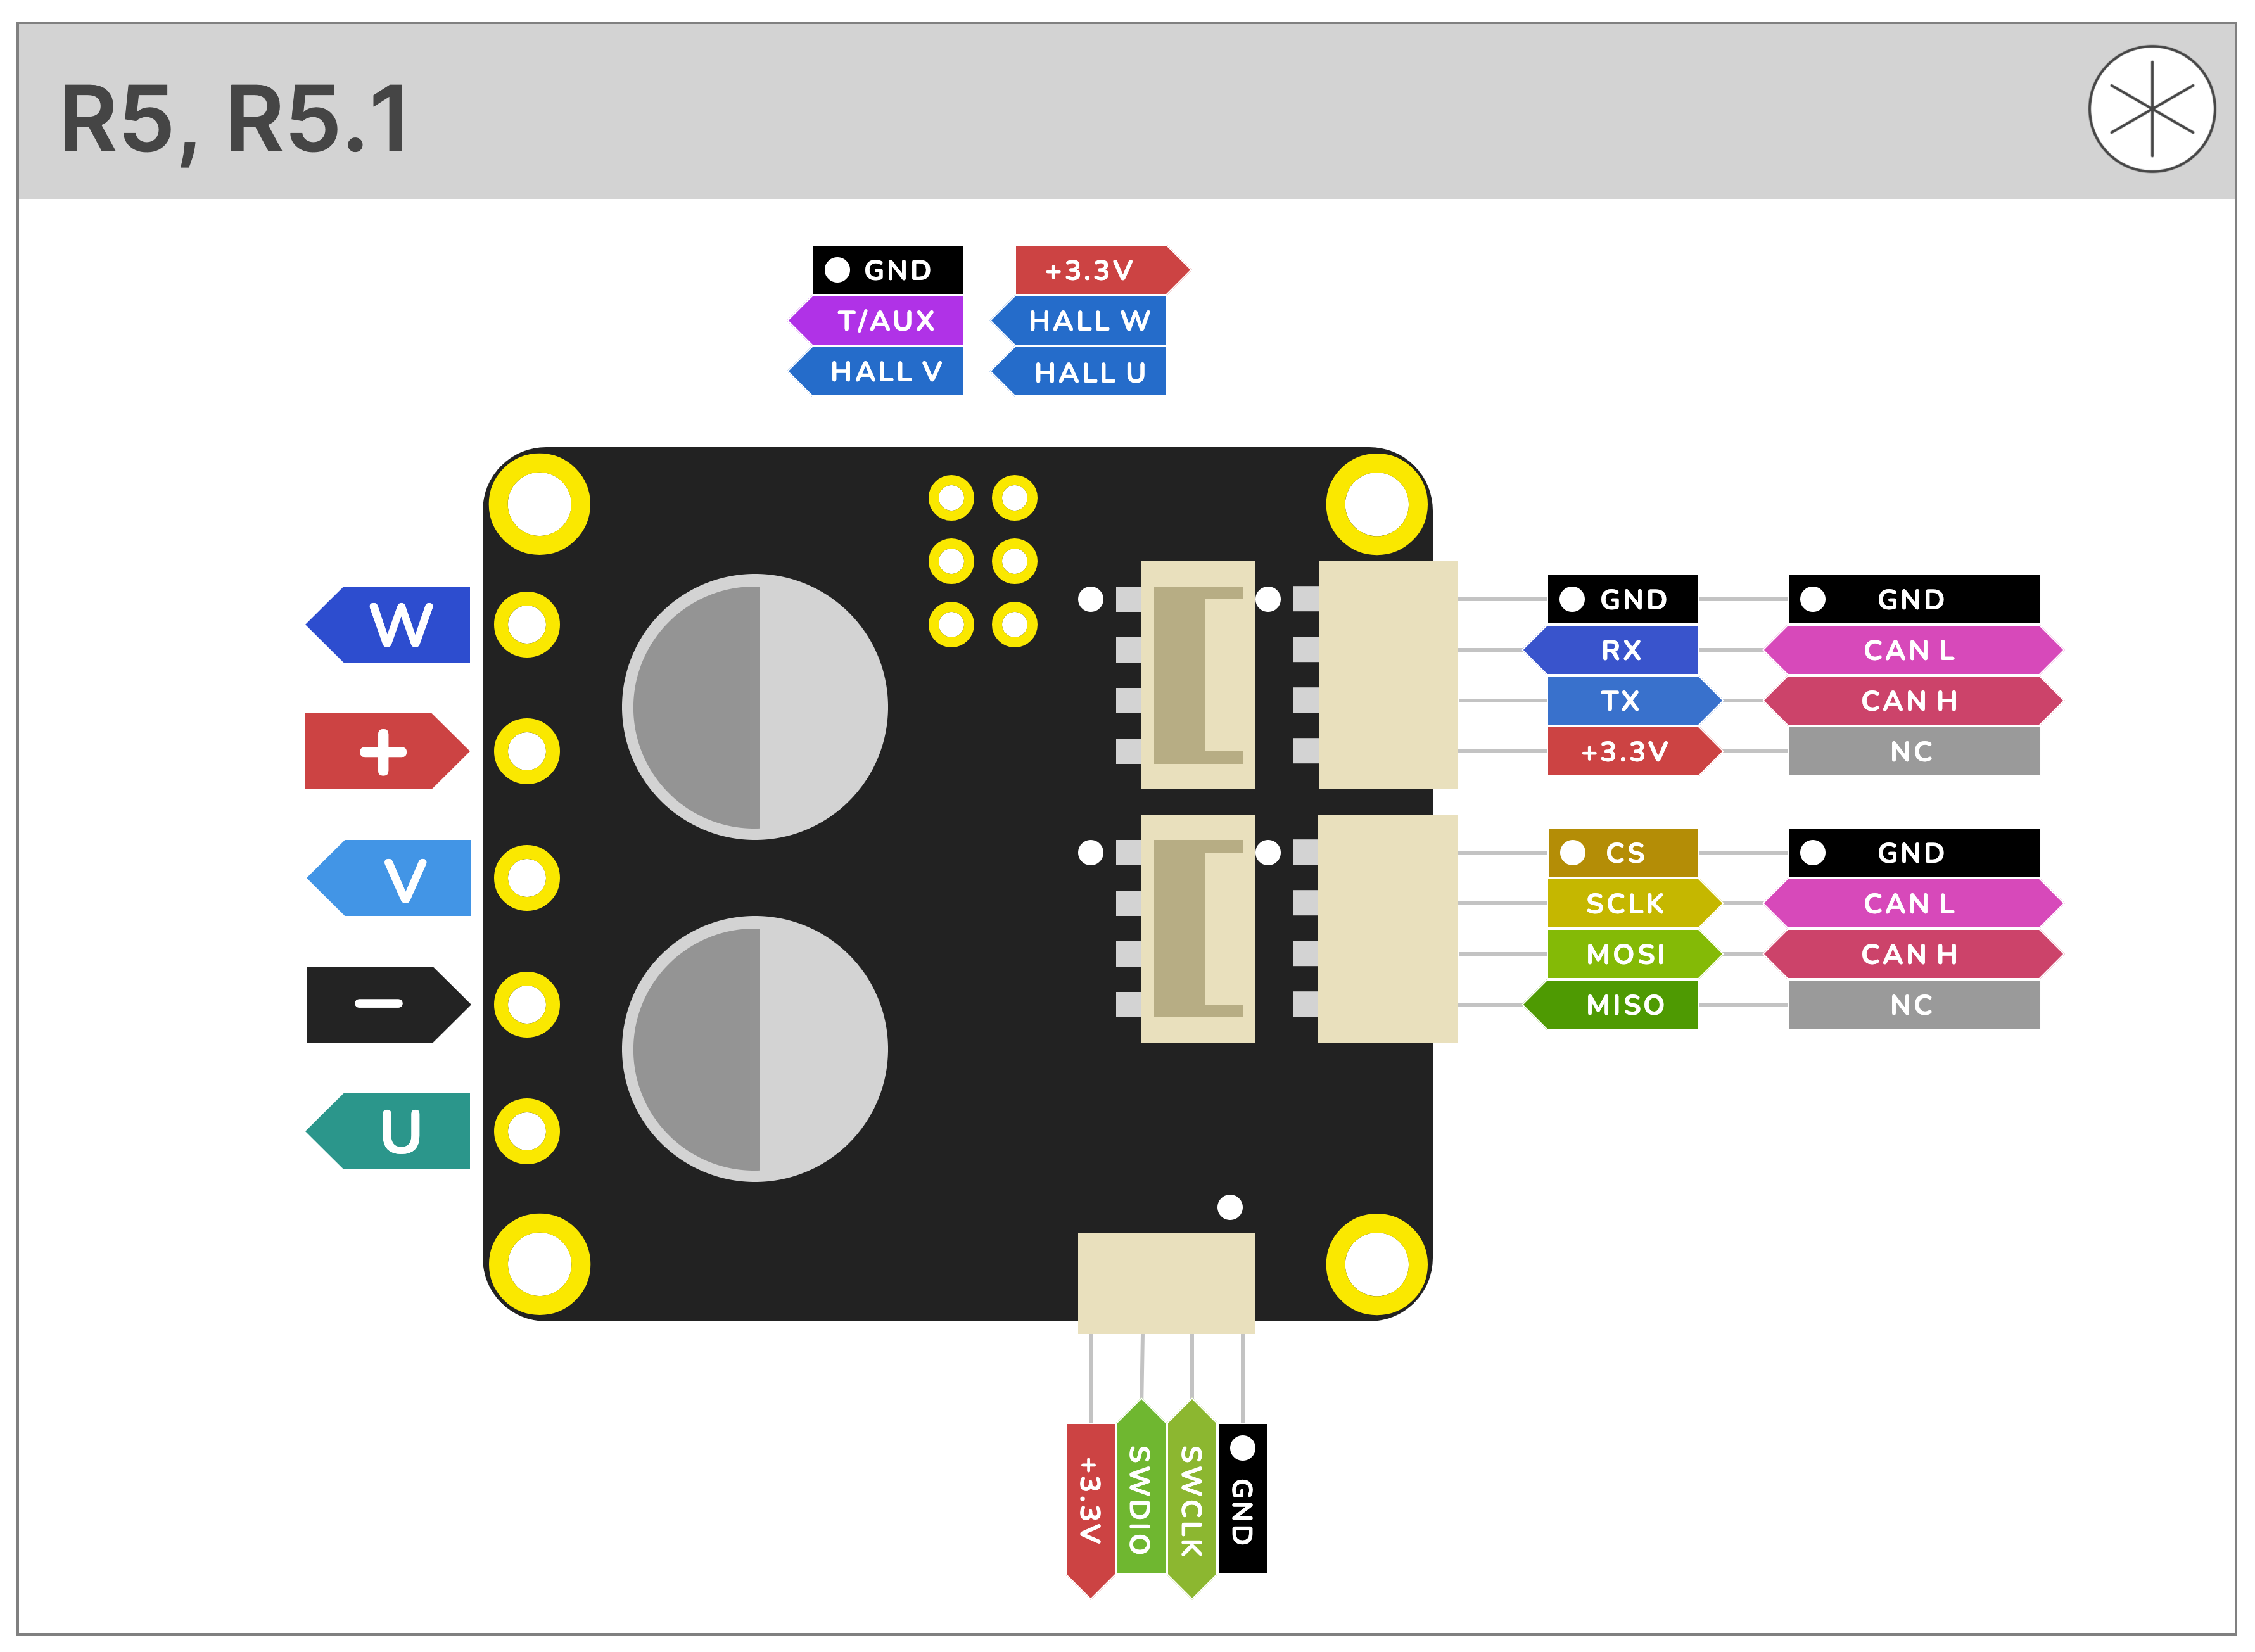 R5, R5.1
GND +3.3V
T/AUX HALL W
HALL V HALL U
W
+
V
−
U
GND GND
RX CAN L
TX CAN H
+3.3V NC
CS GND
SCLK CAN L
MOSI CAN H
MISO NC
+3.3V
SWDIO
SWCLK
GND